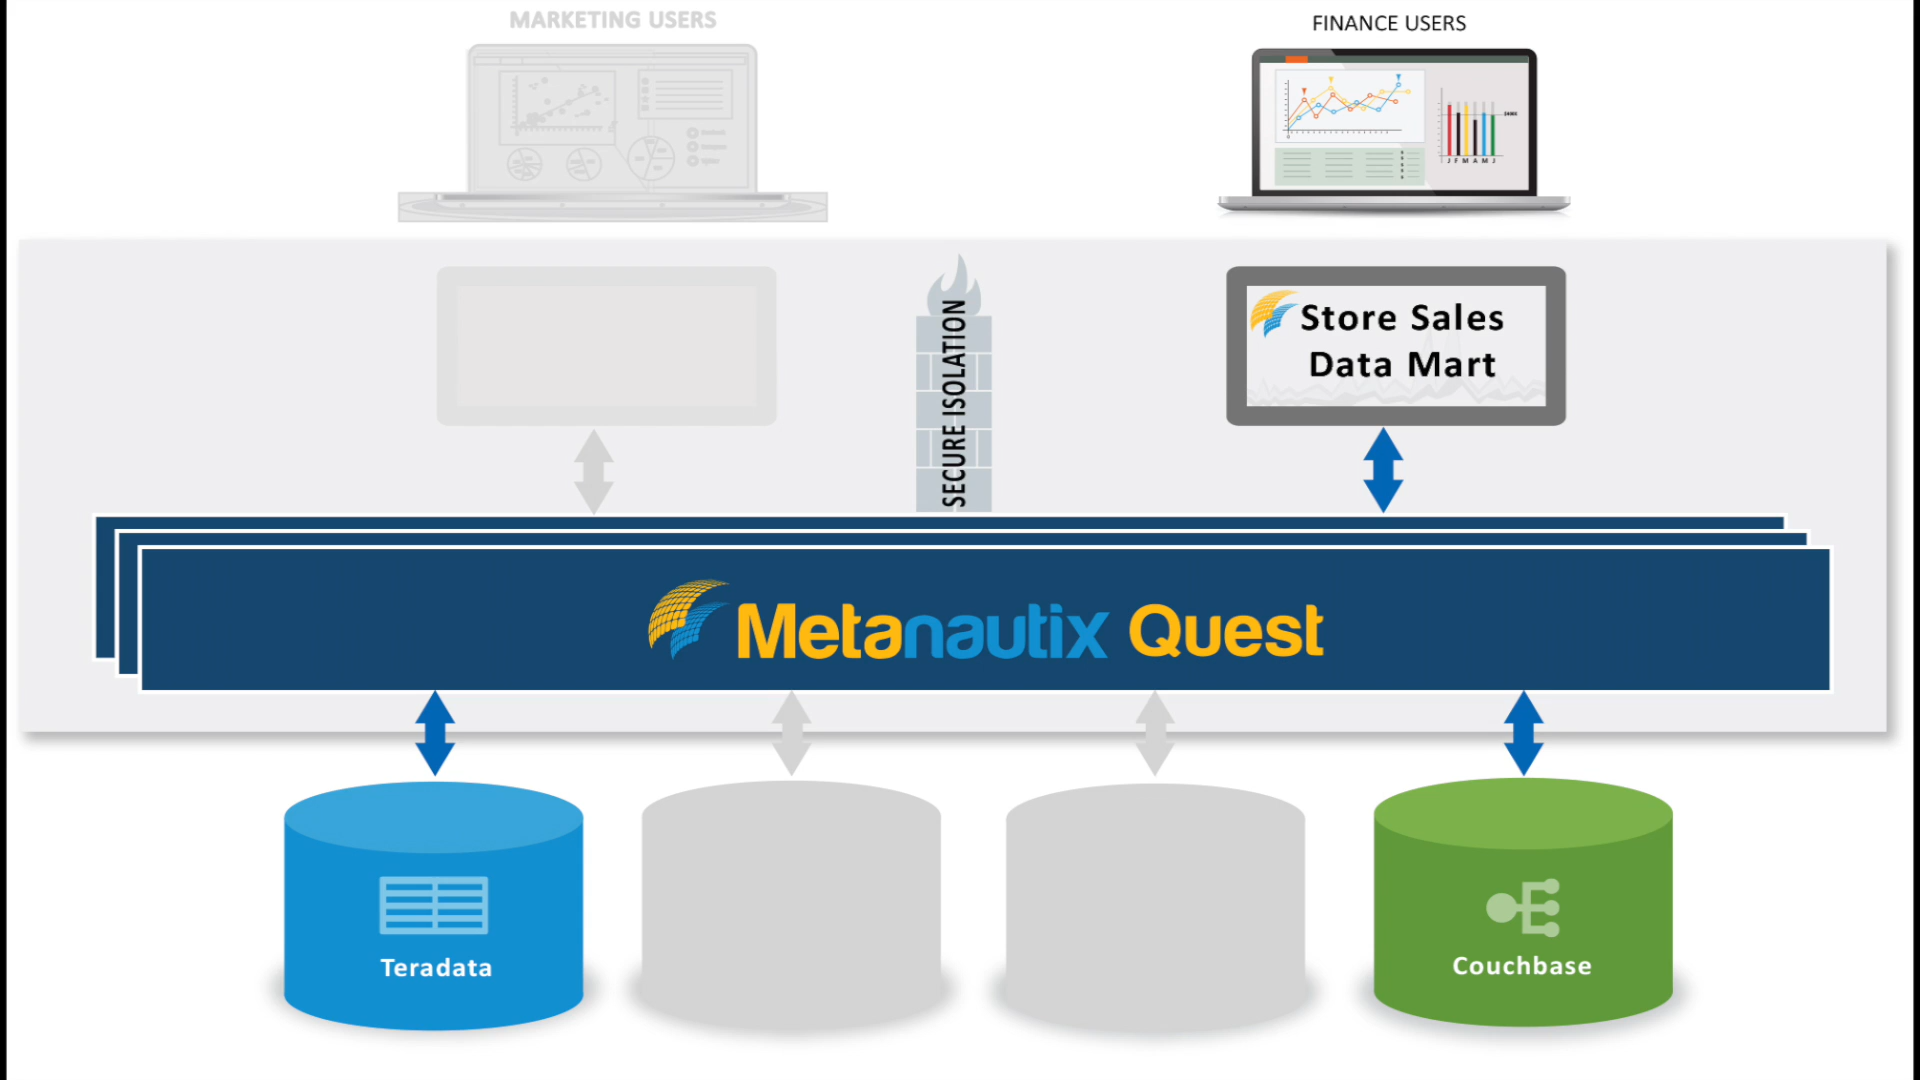 MARKETING USERS
FINANCE USERS
J F M A M J
SECURE ISOLATION
Store Sales
Data Mart
Metanautix Quest
Teradata
Couchbase